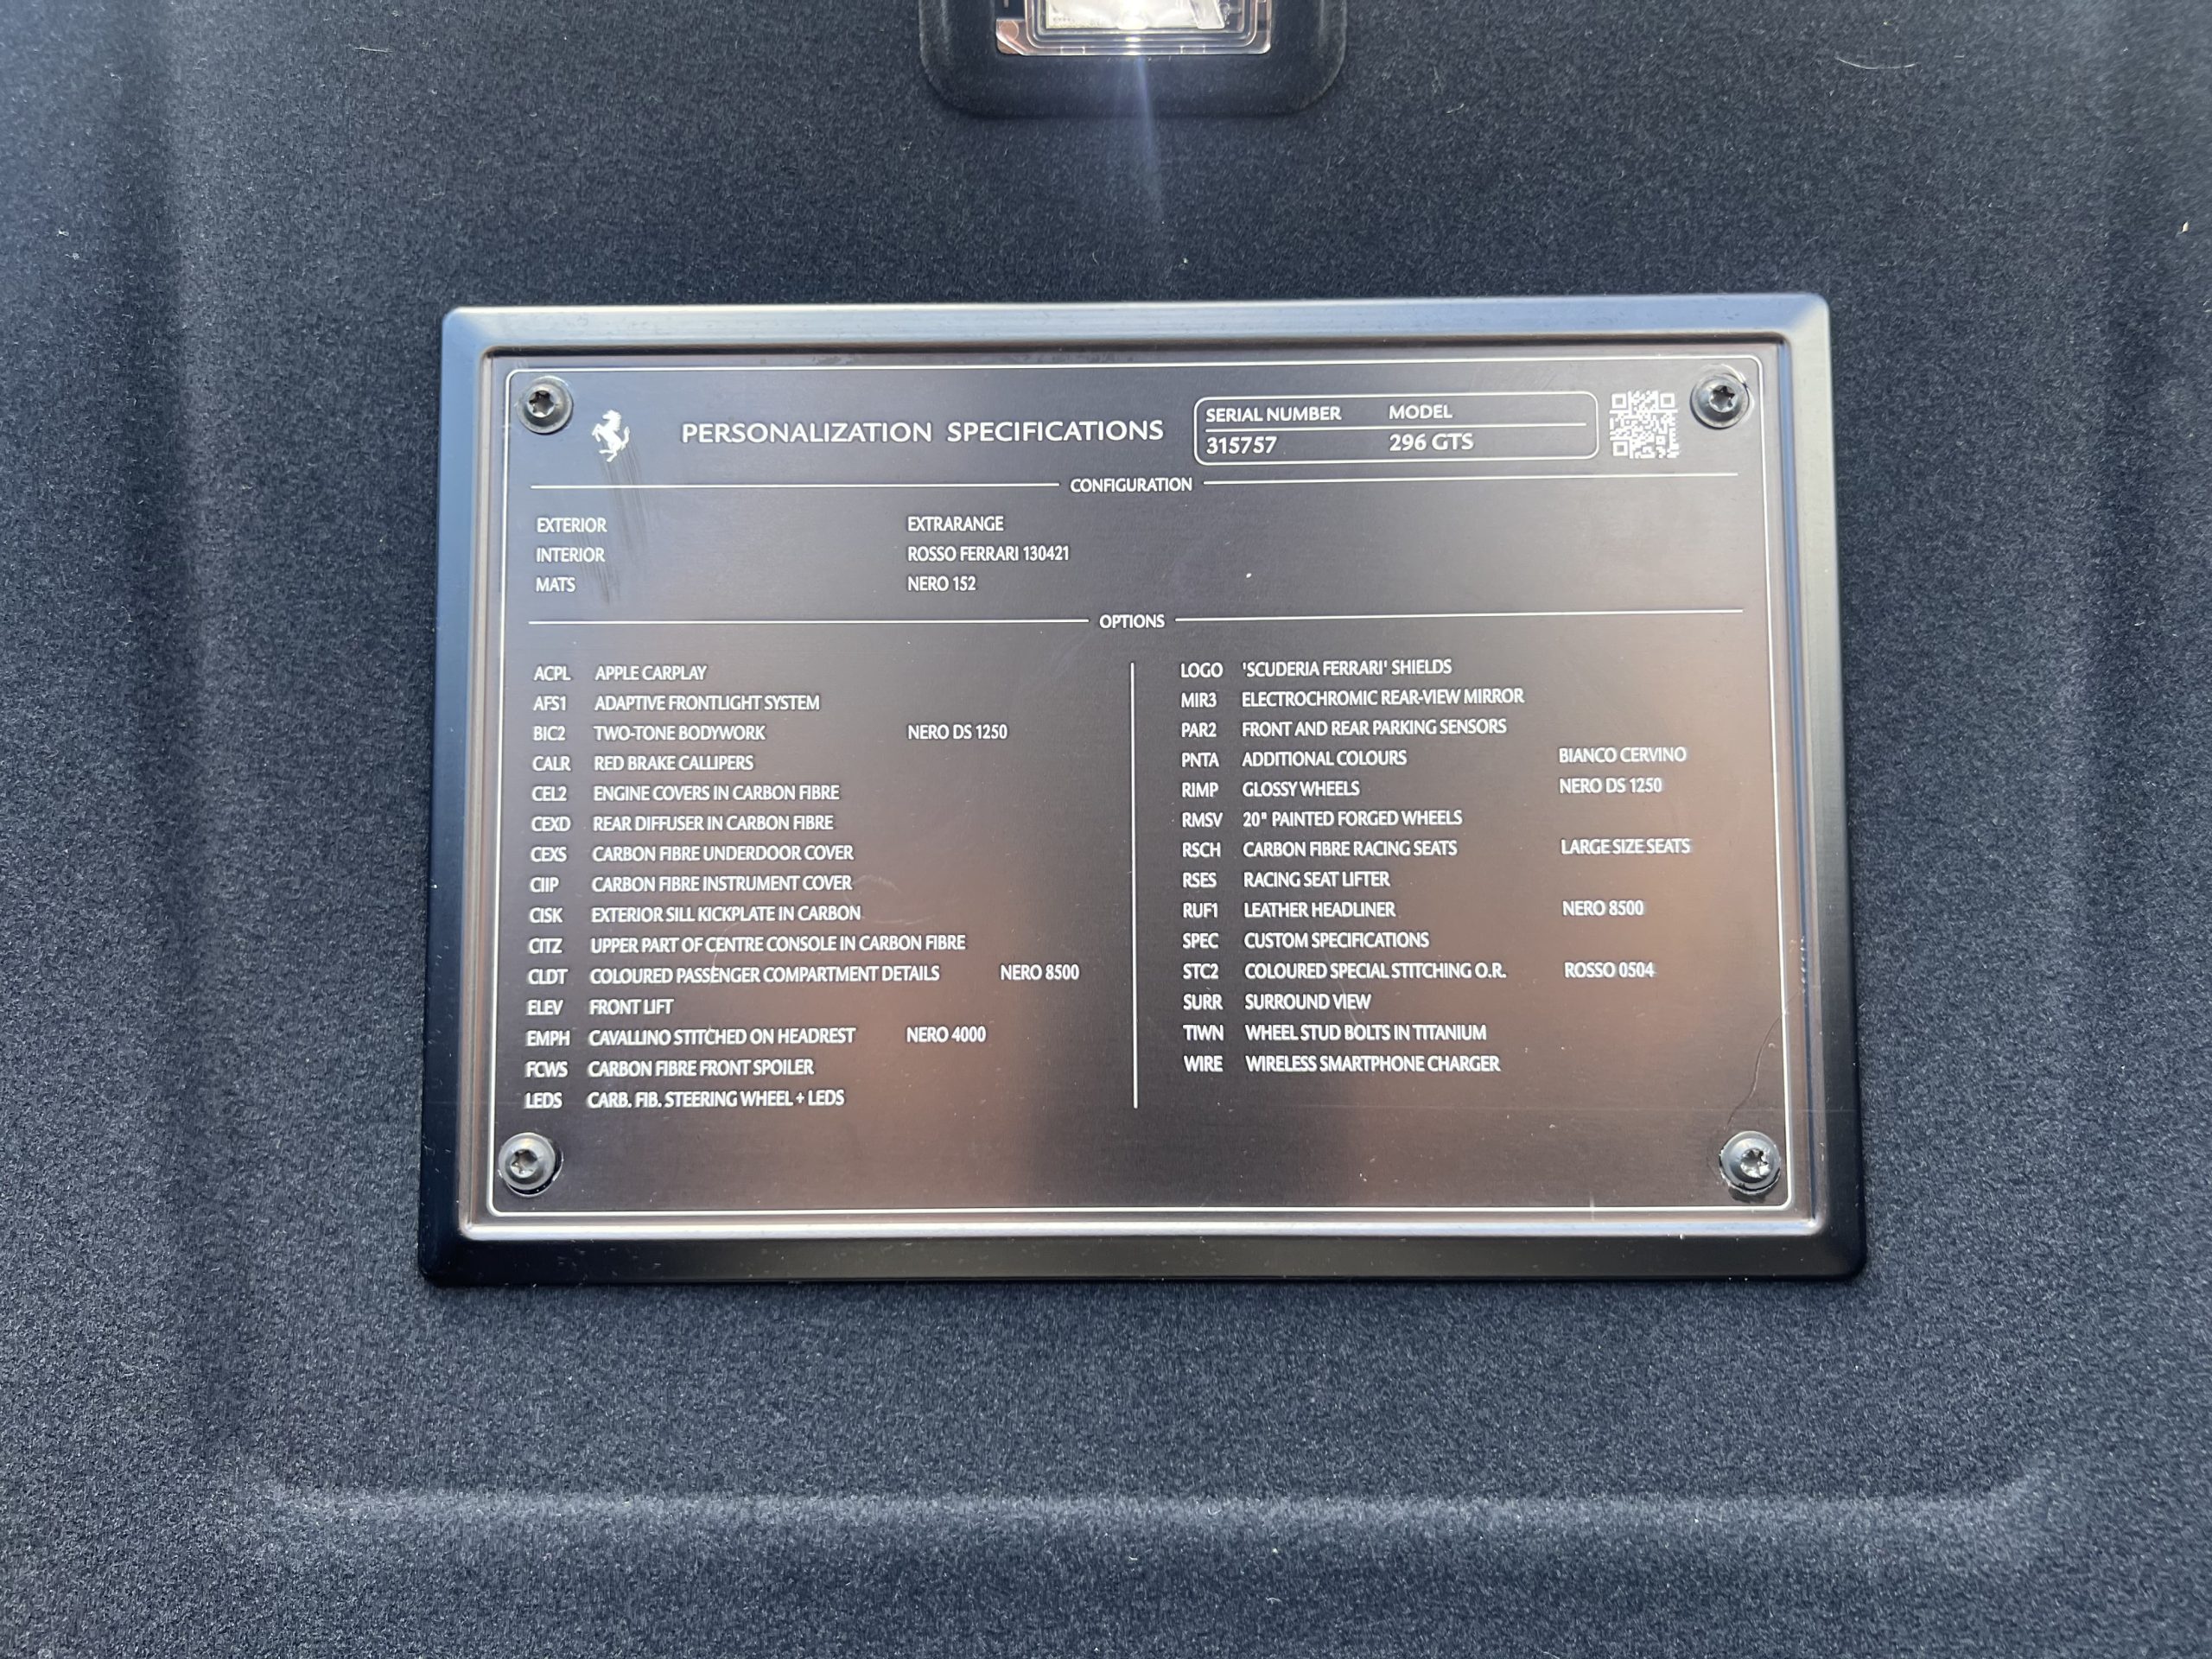 PERSONALIZATION SPECIFICATIONS
SERIAL NUMBER MODEL
315757 296 GTS
CONFIGURATION
EXTERIOR EXTRARANGE
INTERIOR ROSSO FERRARI 130421
MATS NERO 152
OPTIONS
ACPL APPLE CARPLAY
AFS1 ADAPTIVE FRONTLIGHT SYSTEM
BIC2 TWO-TONE BODYWORK NERO DS 1250
CALR RED BRAKE CALLIPERS
CEL2 ENGINE COVERS IN CARBON FIBRE
CEXD REAR DIFFUSER IN CARBON FIBRE
CEXS CARBON FIBRE UNDERDOOR COVER
CIIP CARBON FIBRE INSTRUMENT COVER
CISK EXTERIOR SILL KICKPLATE IN CARBON
CITZ UPPER PART OF CENTRE CONSOLE IN CARBON FIBRE
CLDT COLOURED PASSENGER COMPARTMENT DETAILS NERO 8500
ELEV FRONT LIFT
EMPH CAVALLINO STITCHED ON HEADREST NERO 4000
FCWS CARBON FIBRE FRONT SPOILER
LEDS CARB. FIB. STEERING WHEEL + LEDS
LOGO 'SCUDERIA FERRARI' SHIELDS
MIR3 ELECTROCHROMIC REAR-VIEW MIRROR
PAR2 FRONT AND REAR PARKING SENSORS
PNTA ADDITIONAL COLOURS BIANCO CERVINO
RIMP GLOSSY WHEELS NERO DS 1250
RMSV 20" PAINTED FORGED WHEELS
RSCH CARBON FIBRE RACING SEATS LARGE SIZE SEATS
RSES RACING SEAT LIFTER
RUF1 LEATHER HEADLINER NERO 8500
SPEC CUSTOM SPECIFICATIONS
STC2 COLOURED SPECIAL STITCHING O.R. ROSSO 0504
SURR SURROUND VIEW
TIWN WHEEL STUD BOLTS IN TITANIUM
WIRE WIRELESS SMARTPHONE CHARGER